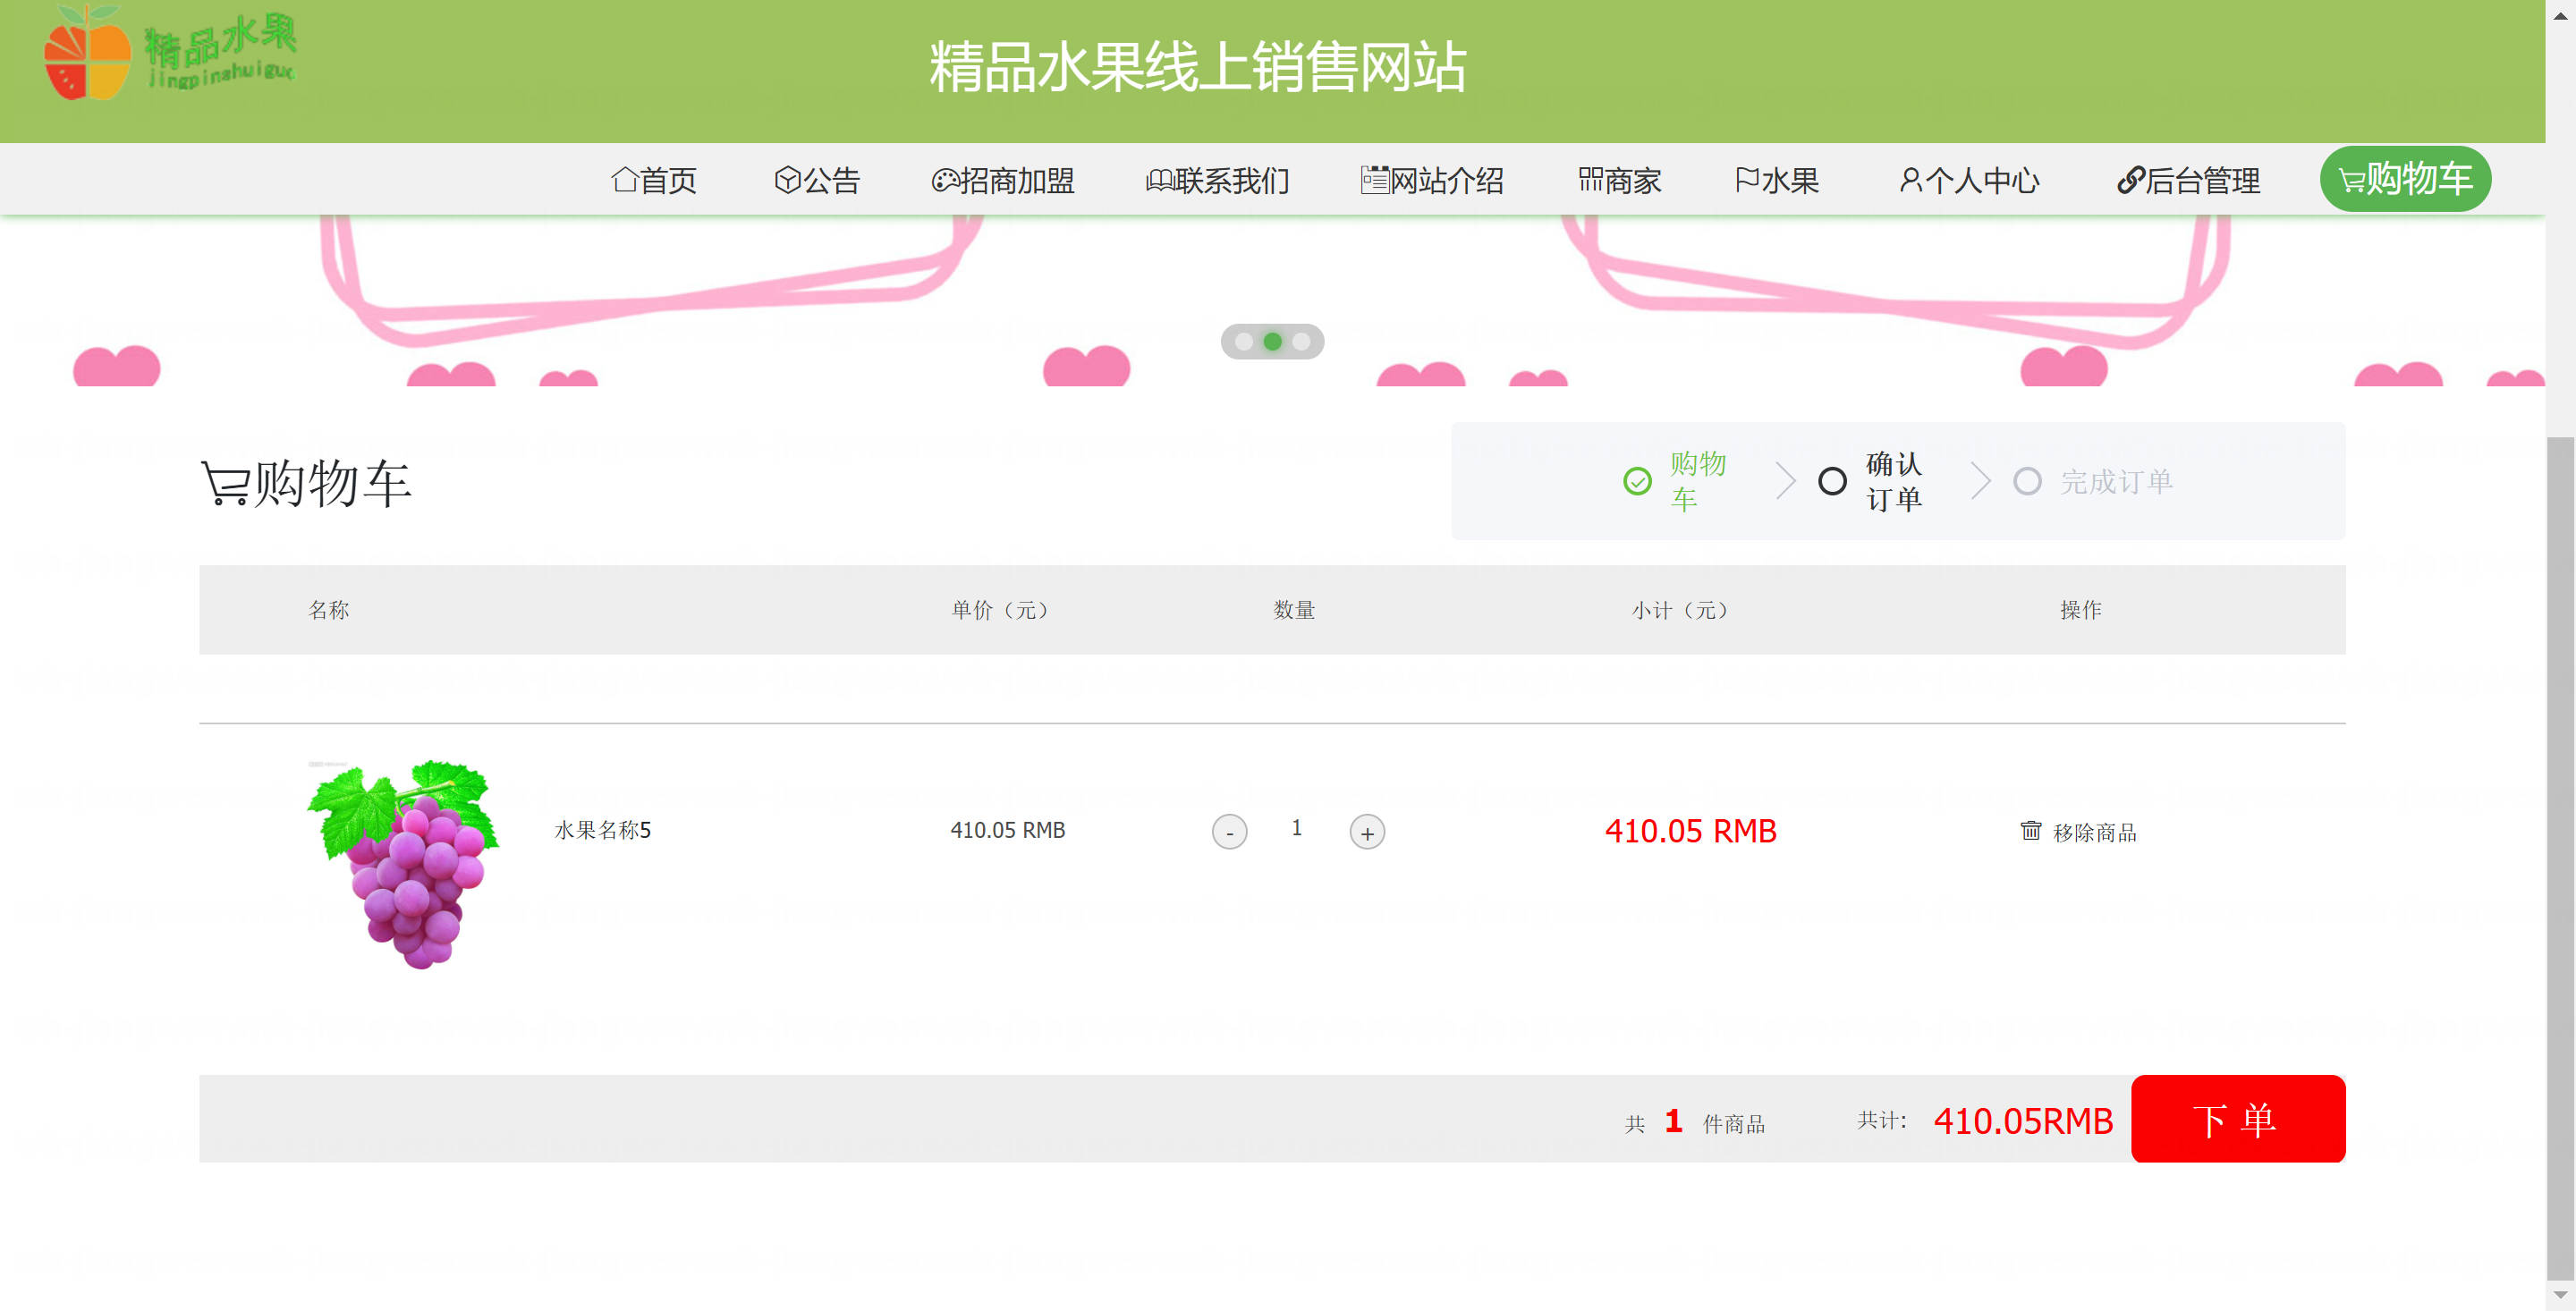 精品水果
jingpinshuiguo
精品水果线上销售网站
首页 公告 招商加盟 联系我们 网站介绍 商家 水果 个人中心 后台管理 购物车
购物车
购物
车
确认
订单
完成订单
名称 单价（元） 数量 小计（元） 操作
水果名称5 410.05 RMB - 1 + 410.05 RMB 移除商品
共 1 件商品 共计: 410.05RMB 下单